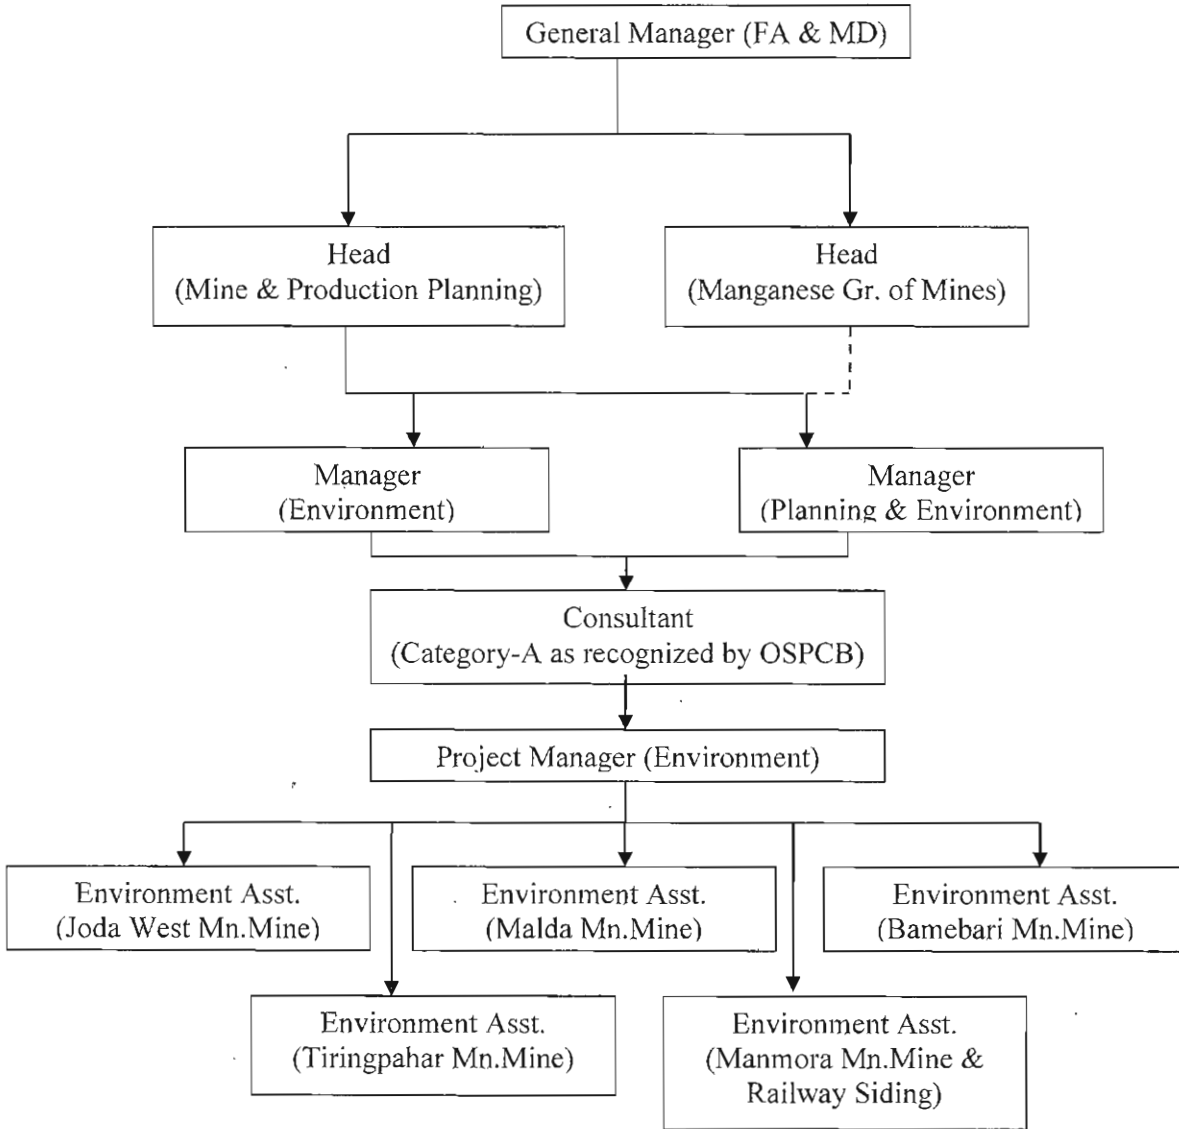 General Manager (FA & MD)
Head
(Mine & Production Planning)
Head
(Manganese Gr. of Mines)
Manager
(Environment)
Manager
(Planning & Environment)
Consultant
(Category-A as recognized by OSPCB)
Project Manager (Environment)
Environment Asst.
(Joda West Mn.Mine)
Environment Asst.
(Malda Mn.Mine)
Environment Asst.
(Bamebari Mn.Mine)
Environment Asst.
(Tiringpahar Mn.Mine)
Environment Asst.
(Manmora Mn.Mine &
Railway Siding)